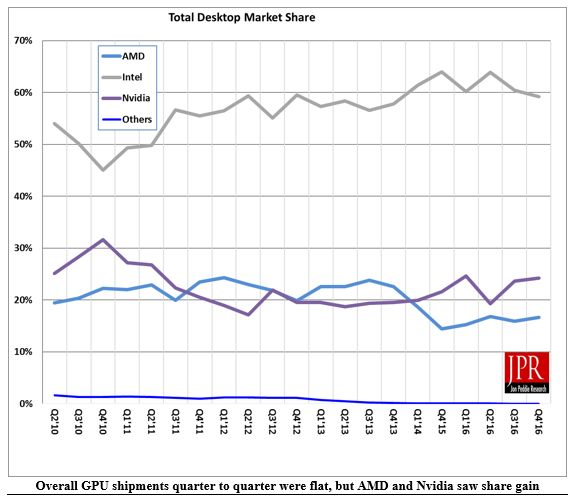 Total Desktop Market Share
70%
60%
50%
40%
30%
20%
10%
0%
AMD
Intel
Nvidia
Others
Q2'10
Q3'10
Q4'10
Q1'11
Q2'11
Q3'11
Q4'11
Q1'12
Q2'12
Q3'12
Q4'12
Q1'13
Q2'13
Q3'13
Q4'13
Q1'14
Q4'14
Q2'15
Q4'15
Q1'16
Q2'16
Q3'16
Q4'16
JPR
Jon Peddie Research
Overall GPU shipments quarter to quarter were flat, but AMD and Nvidia saw share gain